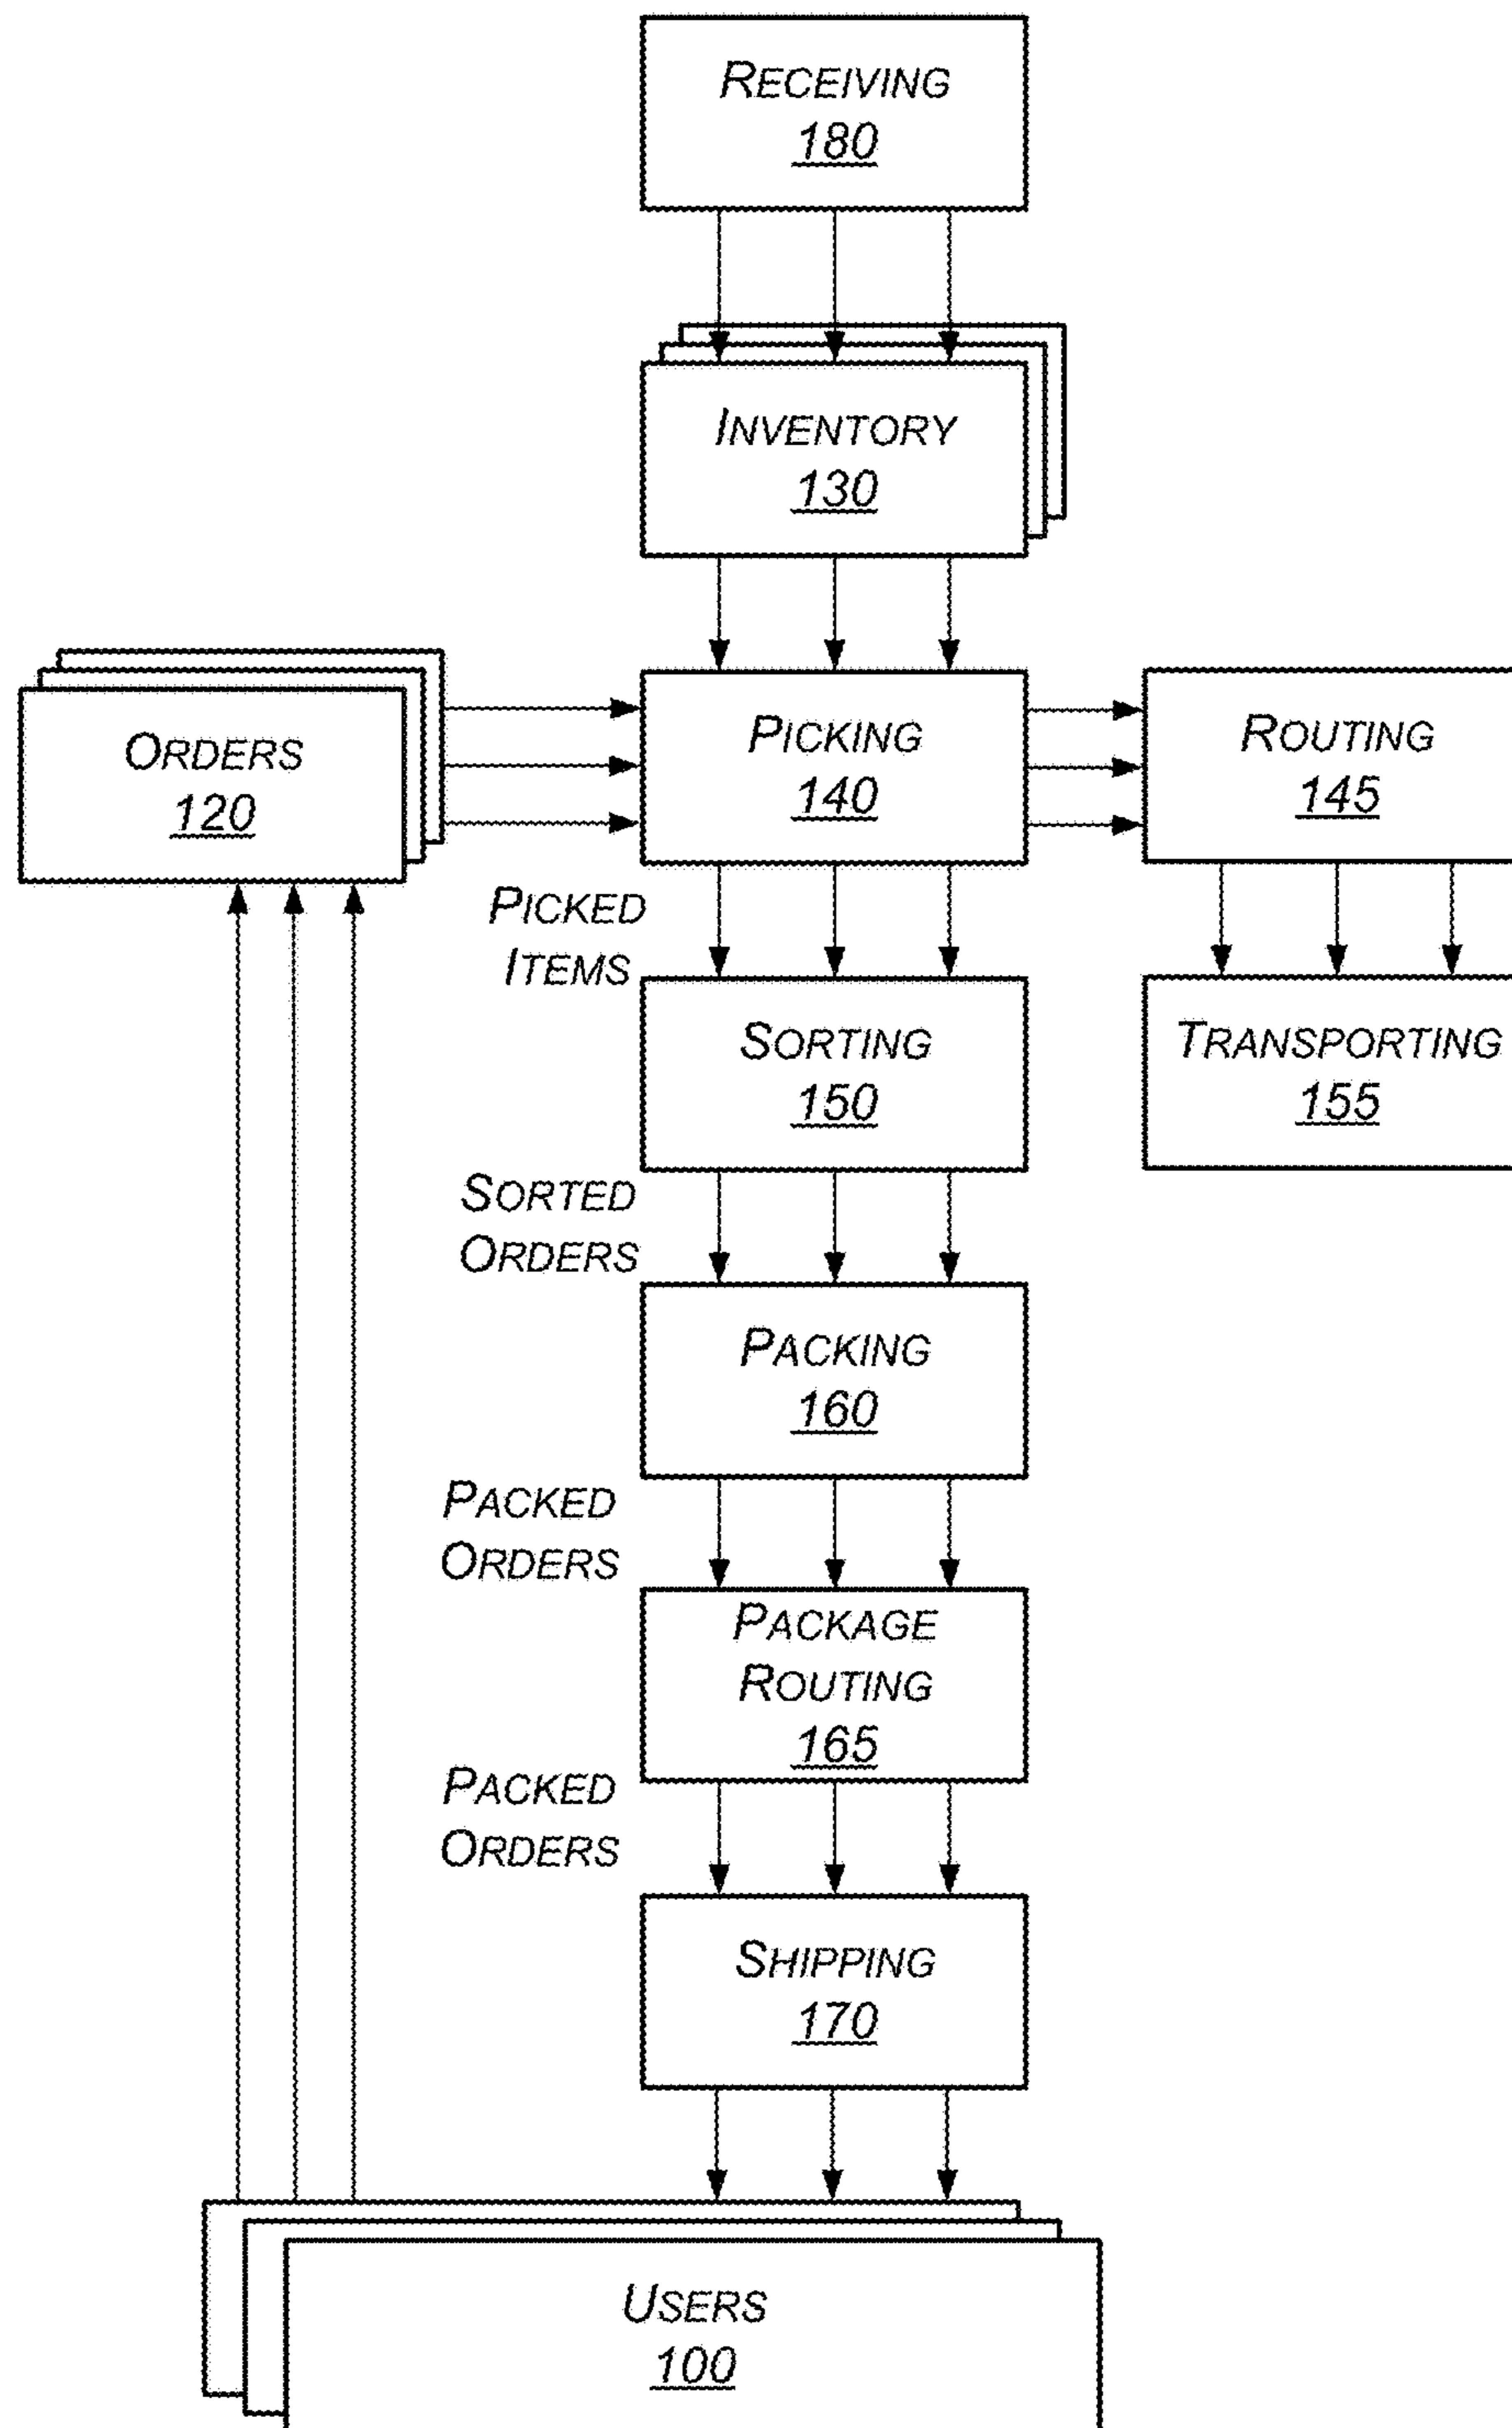 RECEIVING
180
INVENTORY
130
ORDERS
120
PICKING
140
ROUTING
145
PICKED
ITEMS
SORTING
150
TRANSPORTING
155
SORTED
ORDERS
PACKING
160
PACKED
ORDERS
PACKAGE
ROUTING
165
PACKED
ORDERS
SHIPPING
170
USERS
100